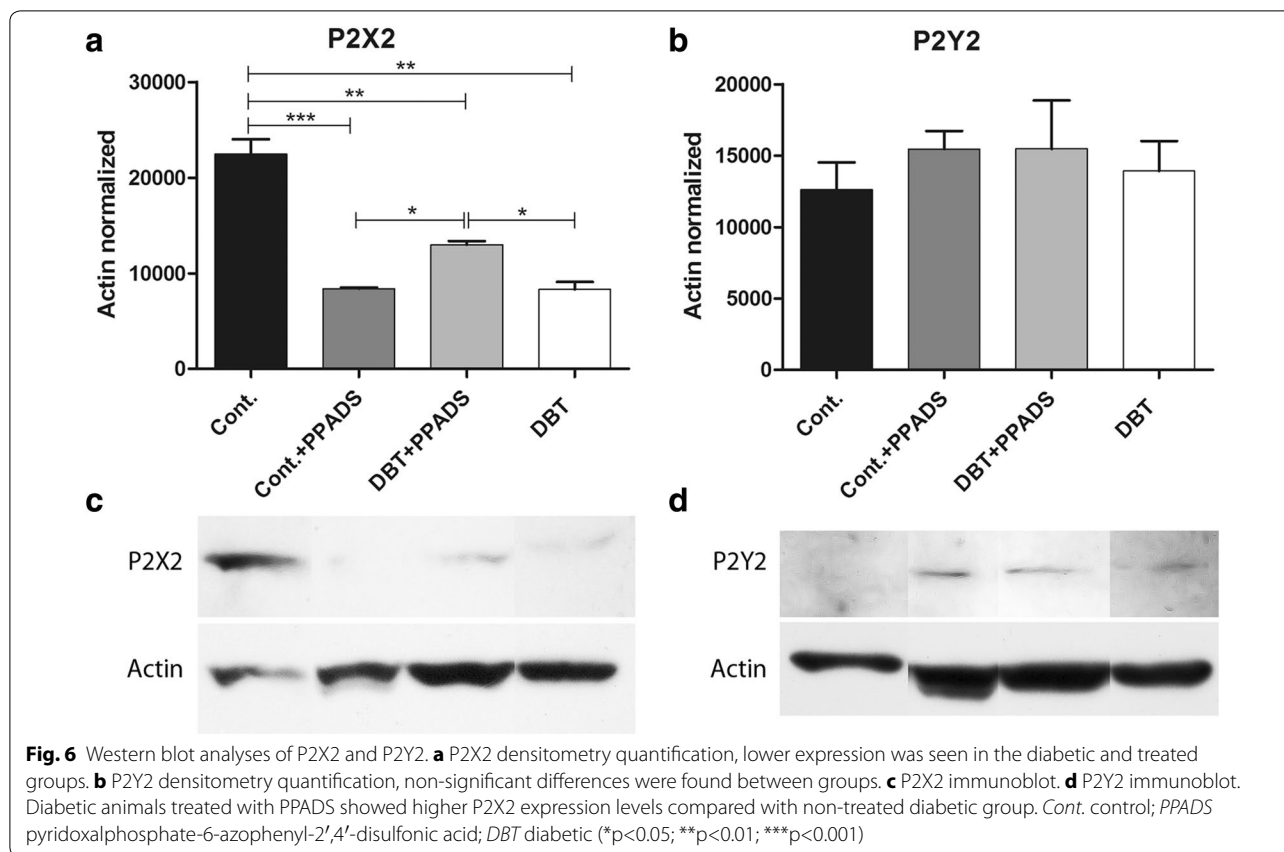 a
P2X2
Actin normalized
30000
20000
10000
0
**
**
***
*
*
Cont.
Cont.+PPADS
DBT+PPADS
DBT
b
P2Y2
Actin normalized
20000
15000
10000
5000
0
Cont.
Cont.+PPADS
DBT+PPADS
DBT
c
P2X2
Actin
d
P2Y2
Actin
Fig. 6 Western blot analyses of P2X2 and P2Y2. a P2X2 densitometry quantification, lower expression was seen in the diabetic and treated
groups. b P2Y2 densitometry quantification, non-significant differences were found between groups. c P2X2 immunoblot. d P2Y2 immunoblot.
Diabetic animals treated with PPADS showed higher P2X2 expression levels compared with non-treated diabetic group. Cont. control; PPADS
pyridoxalphosphate-6-azophenyl-2′,4′-disulfonic acid; DBT diabetic (*p<0.05; **p<0.01; ***p<0.001)